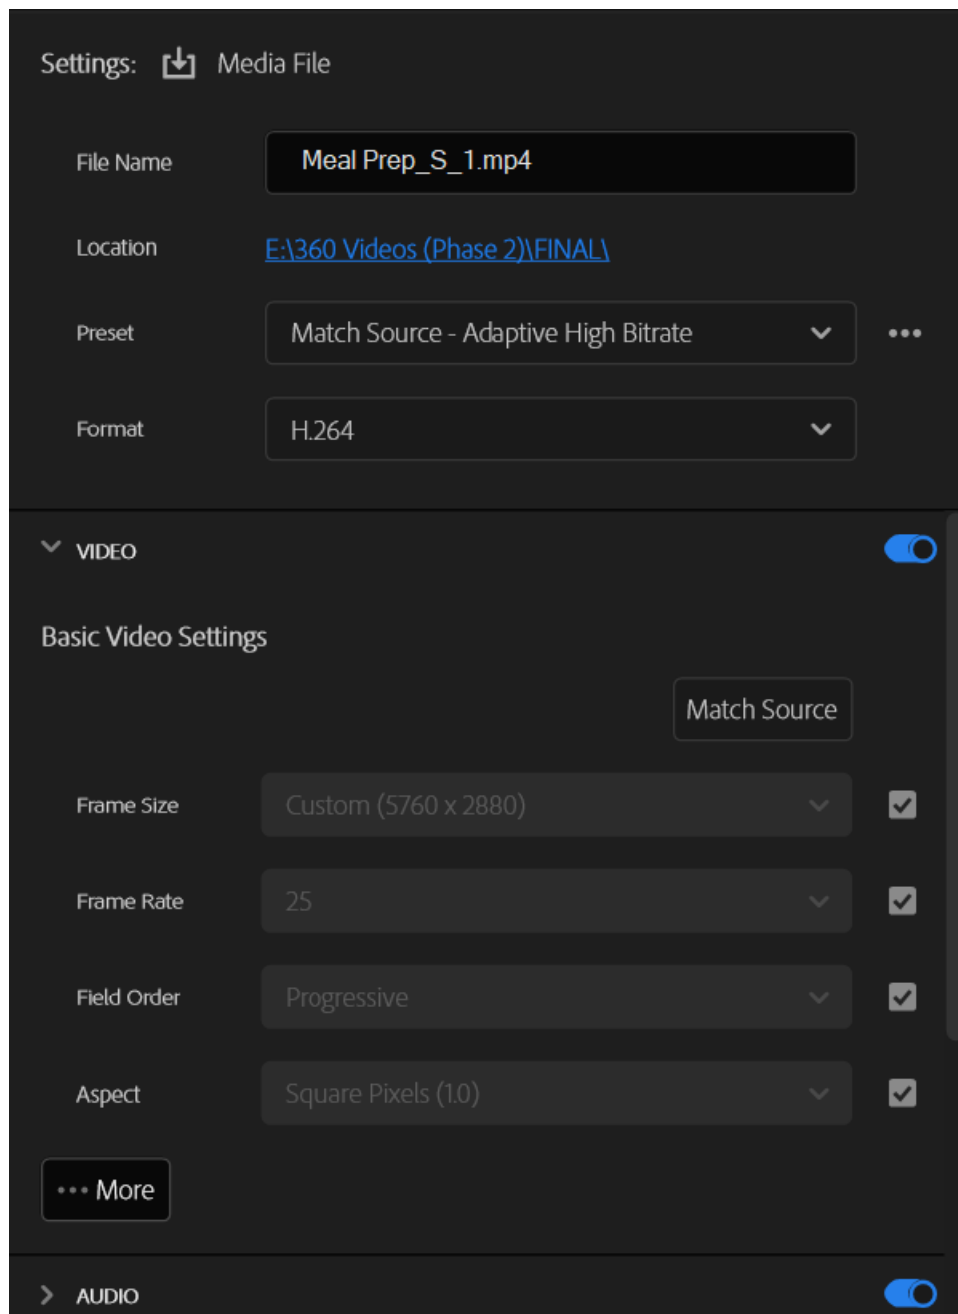 Settings: Media File
File Name Meal Prep_S_1.mp4
Location E:\360 Videos (Phase 2)\FINAL\
Preset Match Source - Adaptive High Bitrate
Format H.264
VIDEO
Basic Video Settings
Match Source
Frame Size Custom (5760 x 2880)
Frame Rate 25
Field Order Progressive
Aspect Square Pixels (1.0)
··· More
AUDIO